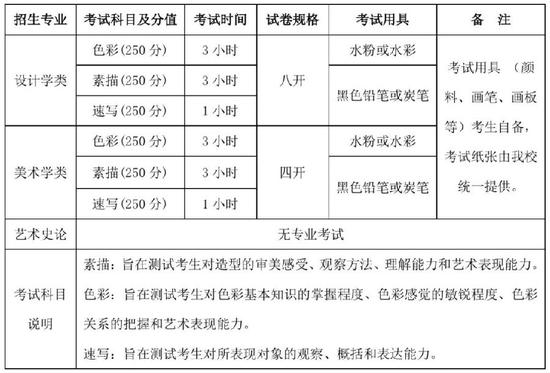 招生专业 考试科目及分值 考试时间 试卷规格 考试用具 备 注
设计学类 色彩(250 分) 3 小时 八开 水粉或水彩
素描(250 分) 3 小时 黑色铅笔或炭笔
速写(250 分) 1 小时
美术学类 色彩(250 分) 3 小时 四开 水粉或水彩
素描(250 分) 3 小时 黑色铅笔或炭笔
速写(250 分) 1 小时
考试用具 （颜
料、画笔、画板
等）考生自备，
考试纸张由我校
统一提供。
艺术史论 无专业考试
考试科目
说明
素描：旨在测试考生对造型的审美感受、观察方法、理解能力和艺术表现能力。
色彩：旨在测试考生对色彩基本知识的掌握程度、色彩感觉的敏锐程度、色彩
关系的把握和艺术表现能力。
速写：旨在测试考生对所表现对象的观察、概括和表达能力。